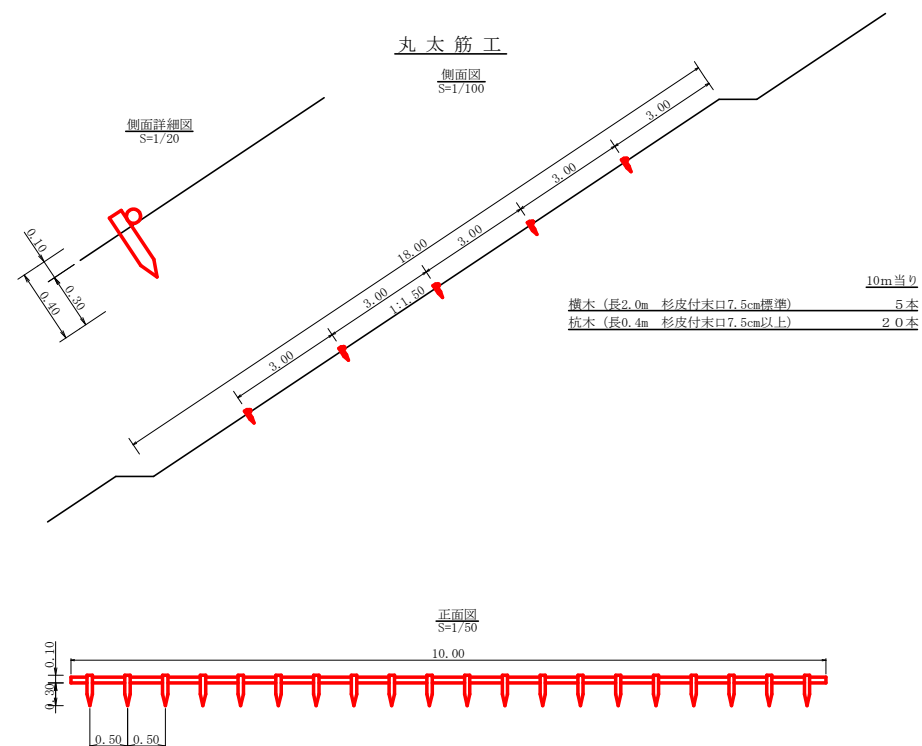 丸太筋工
側面図
S=1/100
側面詳細図
S=1/20
0.10
0.40
0.30
18.00
3.00
3.00
3.00
3.00
3.00
1:1.50
10m当り
横木（長2.0m　杉皮付末口7.5cm標準）　5本
杭木（長0.4m　杉皮付末口7.5cm以上）　２０本
正面図
S=1/50
10.00
0.10
0.30
0.50 0.50